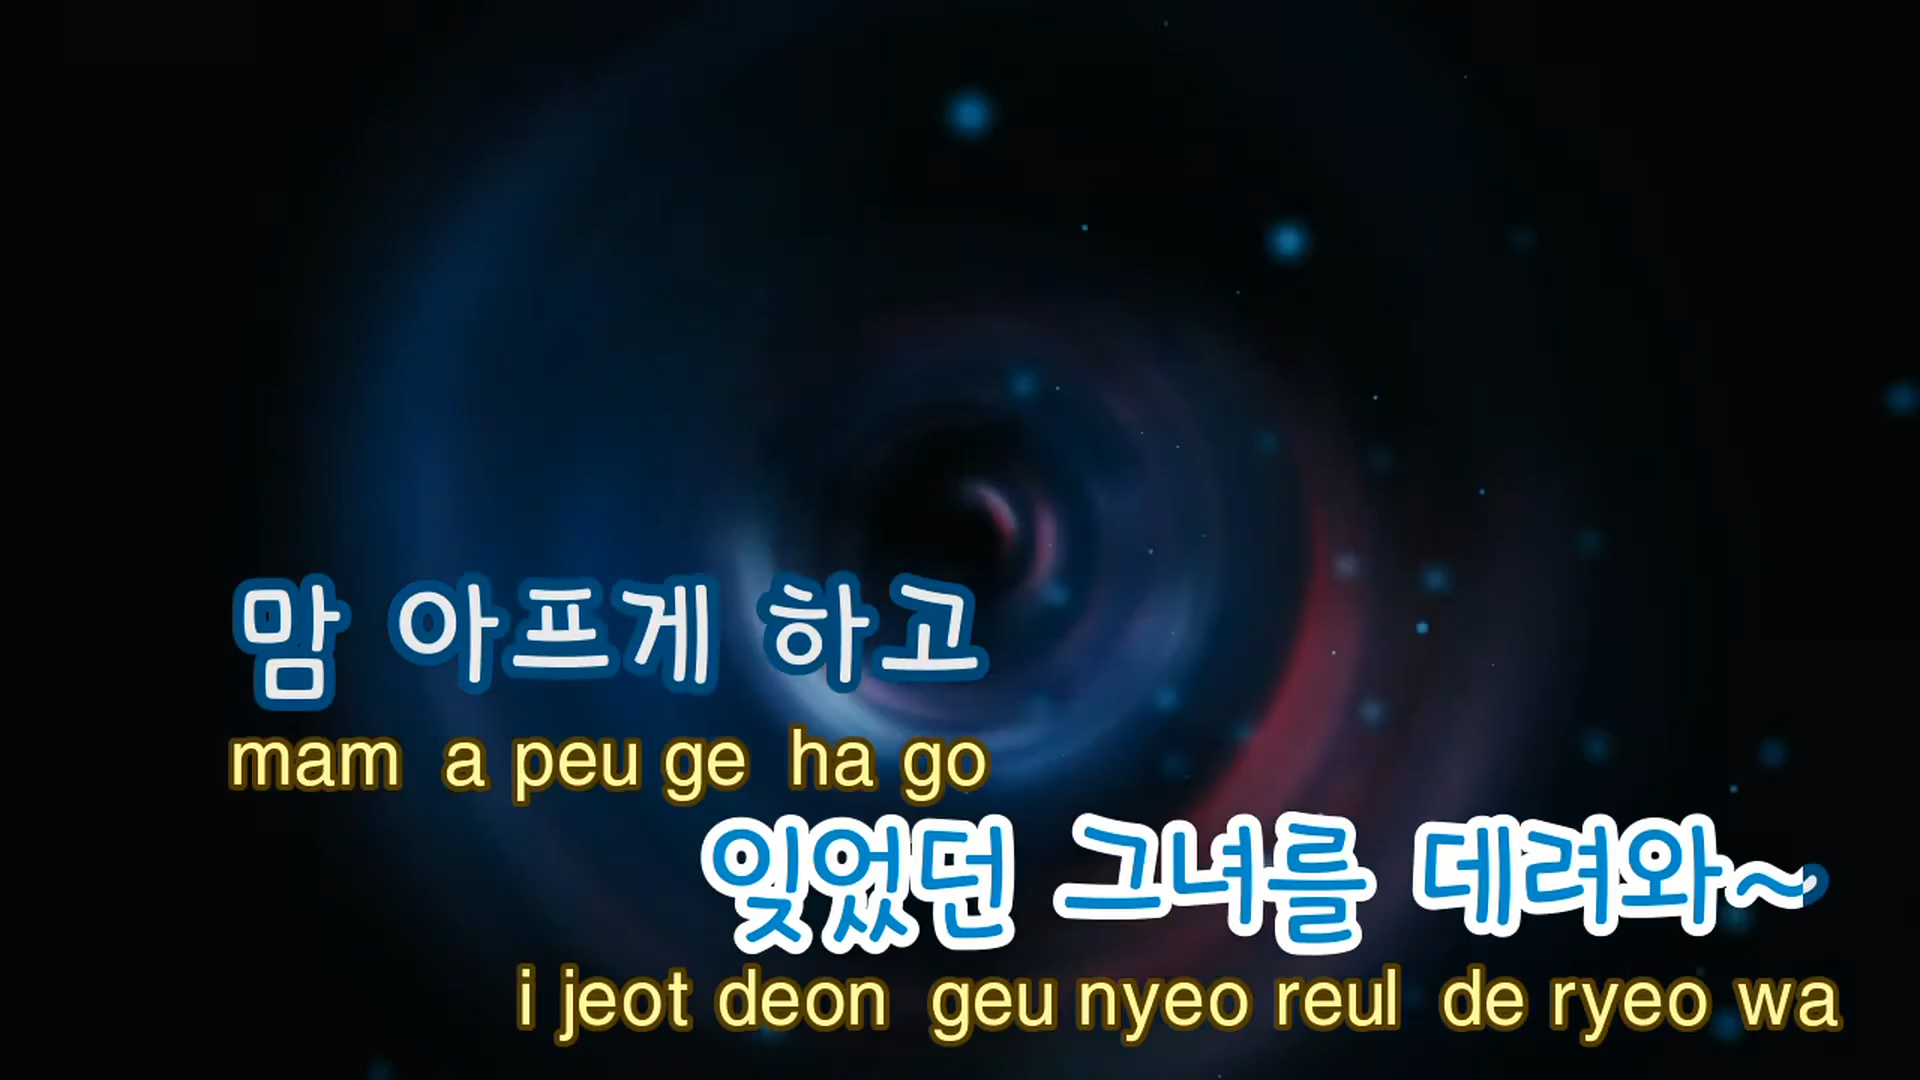 맘 아프게 하고
mam a peu ge ha go
잊었던 그녀를 데려와~
i jeot deon geu nyeo reul de ryeo wa